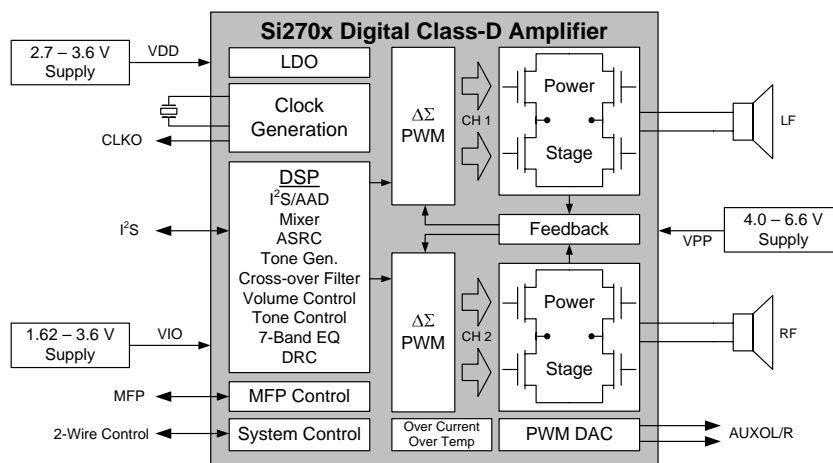 Si270x Digital Class-D Amplifier
2.7 – 3.6 V
Supply
VDD
LDO
Clock
Generation
CLKO
ΔΣ
PWM
CH 1
Power
Stage
LF
DSP
I²S/AAD
Mixer
ASRC
Tone Gen.
Cross-over Filter
Volume Control
Tone Control
7-Band EQ
DRC
I²S
Feedback
VPP
4.0 – 6.6 V
Supply
1.62 – 3.6 V
Supply
VIO
ΔΣ
PWM
CH 2
Power
Stage
RF
MFP
MFP Control
2-Wire Control
System Control
Over Current
Over Temp
PWM DAC
AUXOL/R